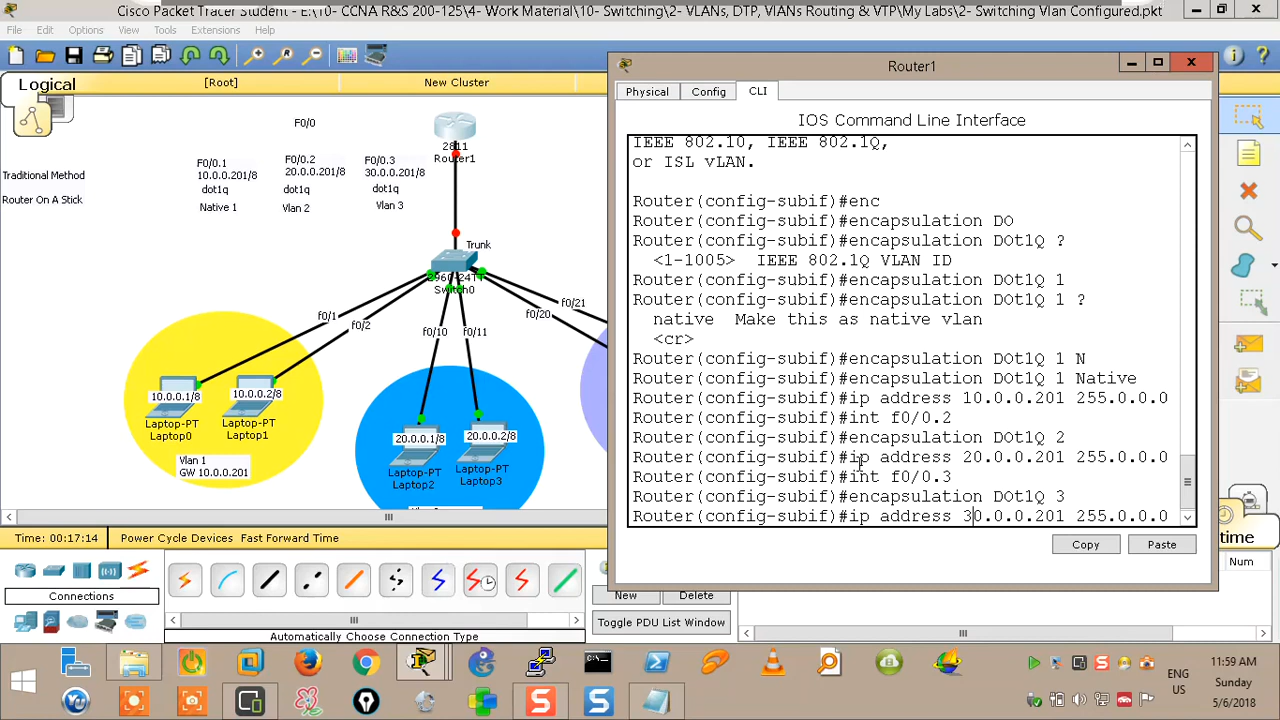 Cisco Packet Tracer Student - E:\10- CCNA R&S 200-125\4- Work Material\10- Switching\2- VLANs, DTP, VlANs Routing & VTP\My Labs\2- Switching Vlan Configured.pkt
File Edit Options View Tools Extensions Help
Logical
[Root]
New Cluster
F0/0
2811
Router1
F0/0.1
10.0.0.201/8
dot1q
Native 1
F0/0.2
20.0.0.201/8
dot1q
Vlan 2
F0/0.3
30.0.0.201/8
dot1q
Vlan 3
Traditional Method
Router On A Stick
Trunk
2960-24TT
Switch0
f0/1
f0/2
f0/10
f0/11
f0/20
f0/21
10.0.0.1/8
Laptop-PT
Laptop0
10.0.0.2/8
Laptop-PT
Laptop1
Vlan 1
GW 10.0.0.201
20.0.0.1/8
Laptop-PT
Laptop2
20.0.0.2/8
Laptop-PT
Laptop3
Router1
Physical
Config
CLI
IOS Command Line Interface
IEEE 802.10, IEEE 802.1Q,
or ISL vLAN.
Router(config-subif)#enc
Router(config-subif)#encapsulation DO
Router(config-subif)#encapsulation DOt1Q ?
<1-1005> IEEE 802.1Q VLAN ID
Router(config-subif)#encapsulation DOt1Q 1
Router(config-subif)#encapsulation DOt1Q 1 ?
native Make this as native vlan
<cr>
Router(config-subif)#encapsulation DOt1Q 1 N
Router(config-subif)#encapsulation DOt1Q 1 Native
Router(config-subif)#ip address 10.0.0.201 255.0.0.0
Router(config-subif)#int f0/0.2
Router(config-subif)#encapsulation DOt1Q 2
Router(config-subif)#ip address 20.0.0.201 255.0.0.0
Router(config-subif)#int f0/0.3
Router(config-subif)#encapsulation DOt1Q 3
Router(config-subif)#ip address 30.0.0.201 255.0.0.0
Copy
Paste
Time: 00:17:14
Power Cycle Devices
Fast Forward Time
time
Connections
New
Delete
Toggle PDU List Window
Num
Automatically Choose Connection Type
ENG
US
11:59 AM
Sunday
5/6/2018